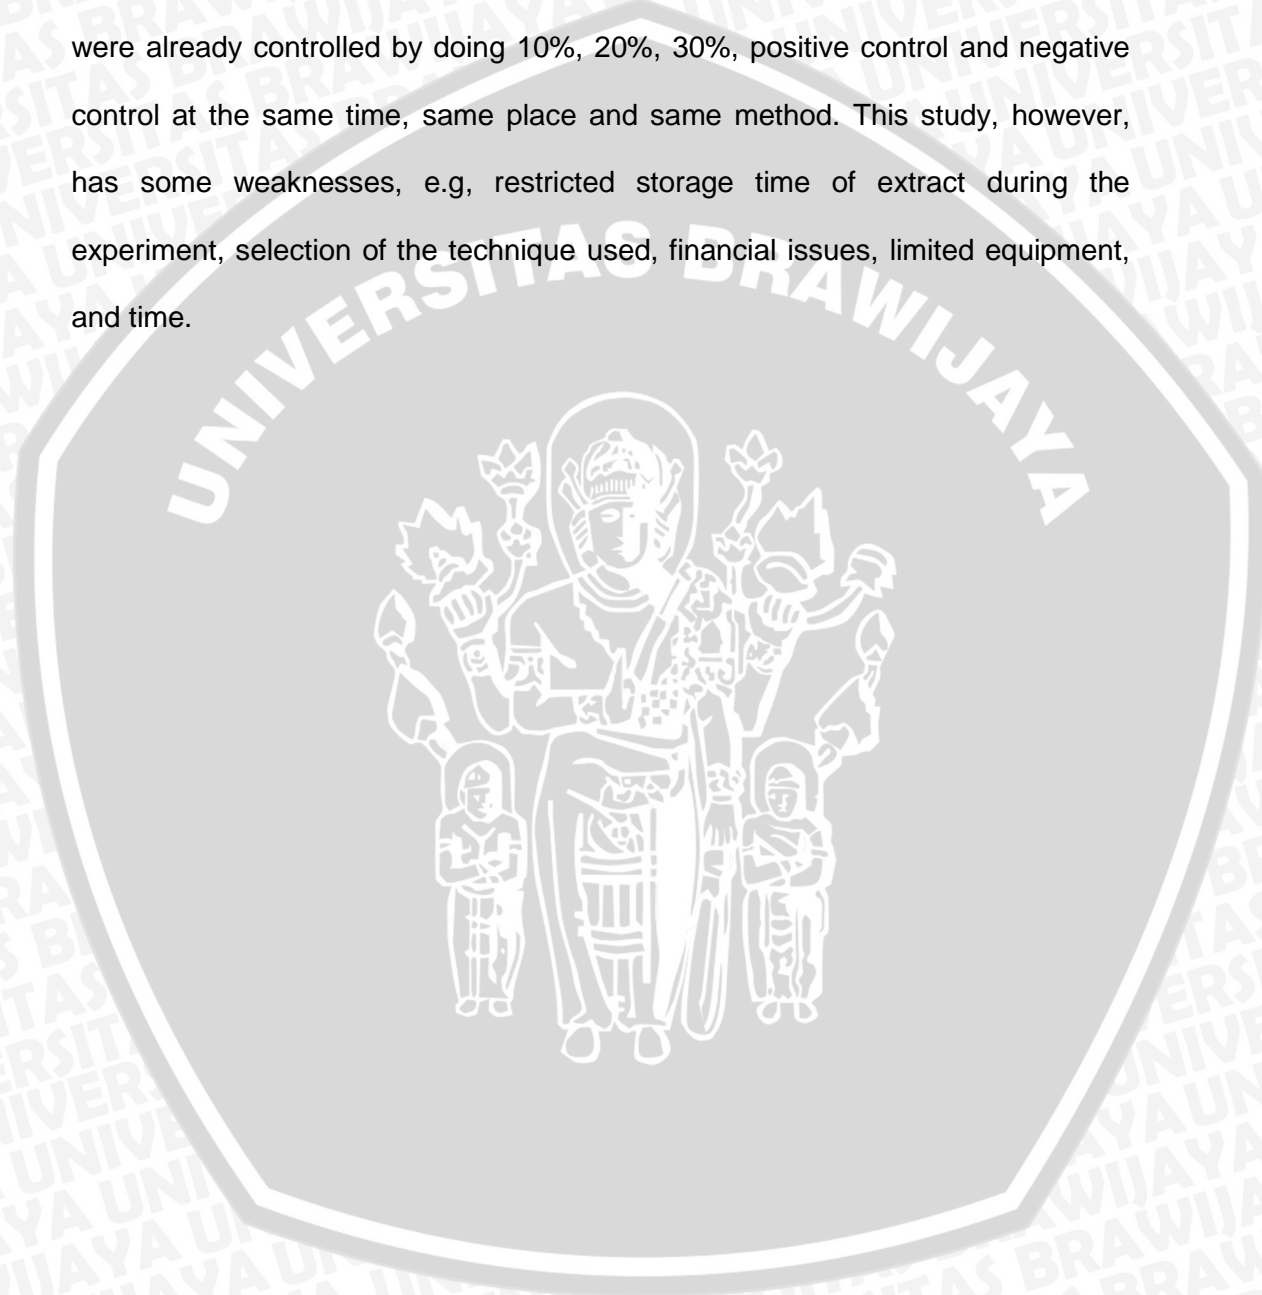 were already controlled by doing 10%, 20%, 30%, positive control and negative
control at the same time, same place and same method. This study, however,
has some weaknesses, e.g, restricted storage time of extract during the
experiment, selection of the technique used, financial issues, limited equipment,
and time.
UNIVERSITAS BRAWIJAYA